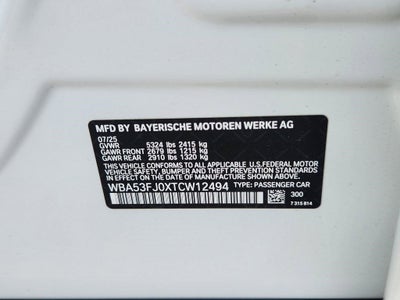 MFD BY BAYERISCHE MOTOREN WERKE AG
07/25
GVWR 5324 lbs 2415 kg
GAWR FRONT 2679 lbs 1215 kg
GAWR REAR 2910 lbs 1320 kg
THIS VEHICLE CONFORMS TO ALL APPLICABLE U.S. FEDERAL MOTOR
VEHICLE SAFETY, BUMPER, AND THEFT PREVENTION STANDARDS
IN EFFECT ON THE DATE OF MANUFACTURE SHOWN ABOVE.
WBA53FJ0XTCW12494 TYPE: PASSENGER CAR
300
7 315 814